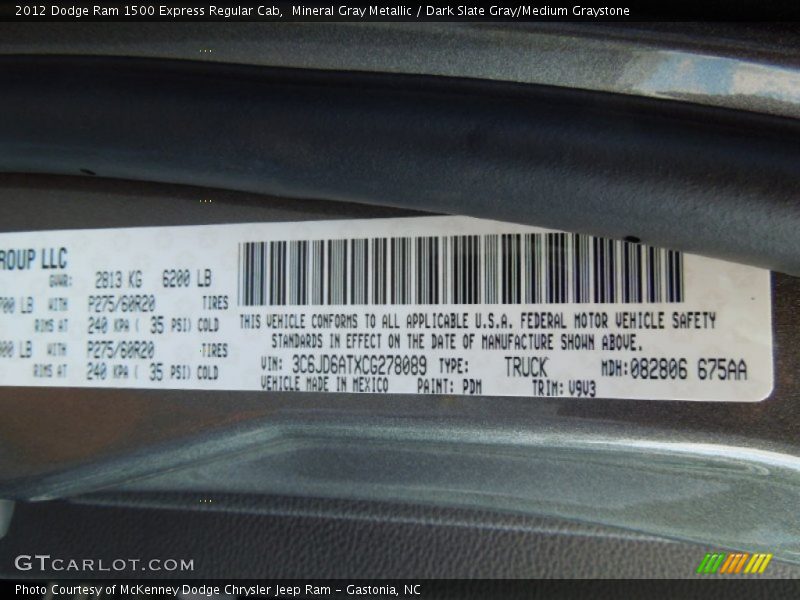 2012 Dodge Ram 1500 Express Regular Cab, Mineral Gray Metallic / Dark Slate Gray/Medium Graystone
ROUP LLC
GVWR: 2813 KG 6200 LB
00 LB WITH P275/60R20 TIRES
RIMS AT 240 KPA ( 35 PSI) COLD
00 LB WITH P275/60R20 TIRES
RIMS AT 240 KPA ( 35 PSI) COLD
THIS VEHICLE CONFORMS TO ALL APPLICABLE U.S.A. FEDERAL MOTOR VEHICLE SAFETY
STANDARDS IN EFFECT ON THE DATE OF MANUFACTURE SHOWN ABOVE.
VIN: 3C6JD6ATXCG278089 TYPE: TRUCK MDH:082806 675AA
VEHICLE MADE IN MEXICO PAINT: PDM TRIM: V9V3
GTCARLOT.COM
Photo Courtesy of McKenney Dodge Chrysler Jeep Ram - Gastonia, NC